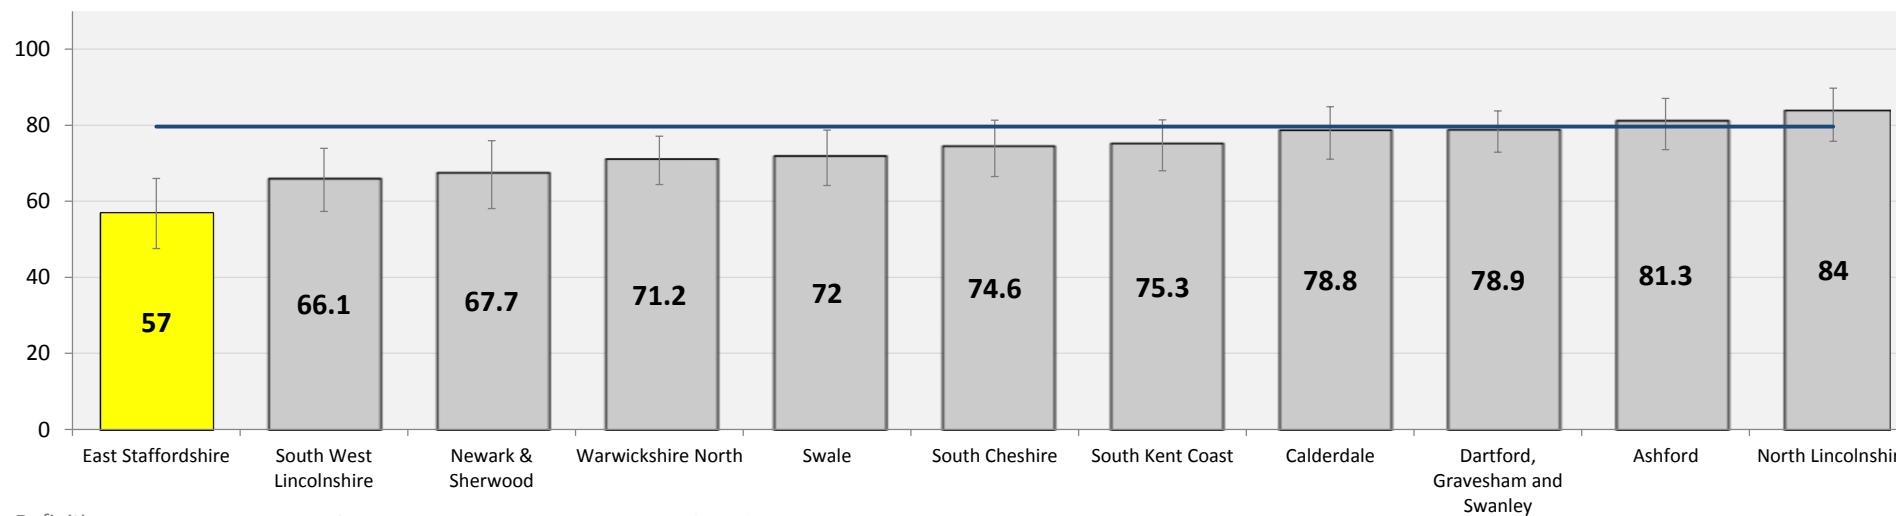 100
80
60
40
20
0
57
66.1
67.7
71.2
72
74.6
75.3
78.8
78.9
81.3
84
East Staffordshire
South West
Lincolnshire
Newark &
Sherwood
Warwickshire North
Swale
South Cheshire
South Kent Coast
Calderdale
Dartford,
Gravesham and
Swanley
Ashford
North Lincolnshir